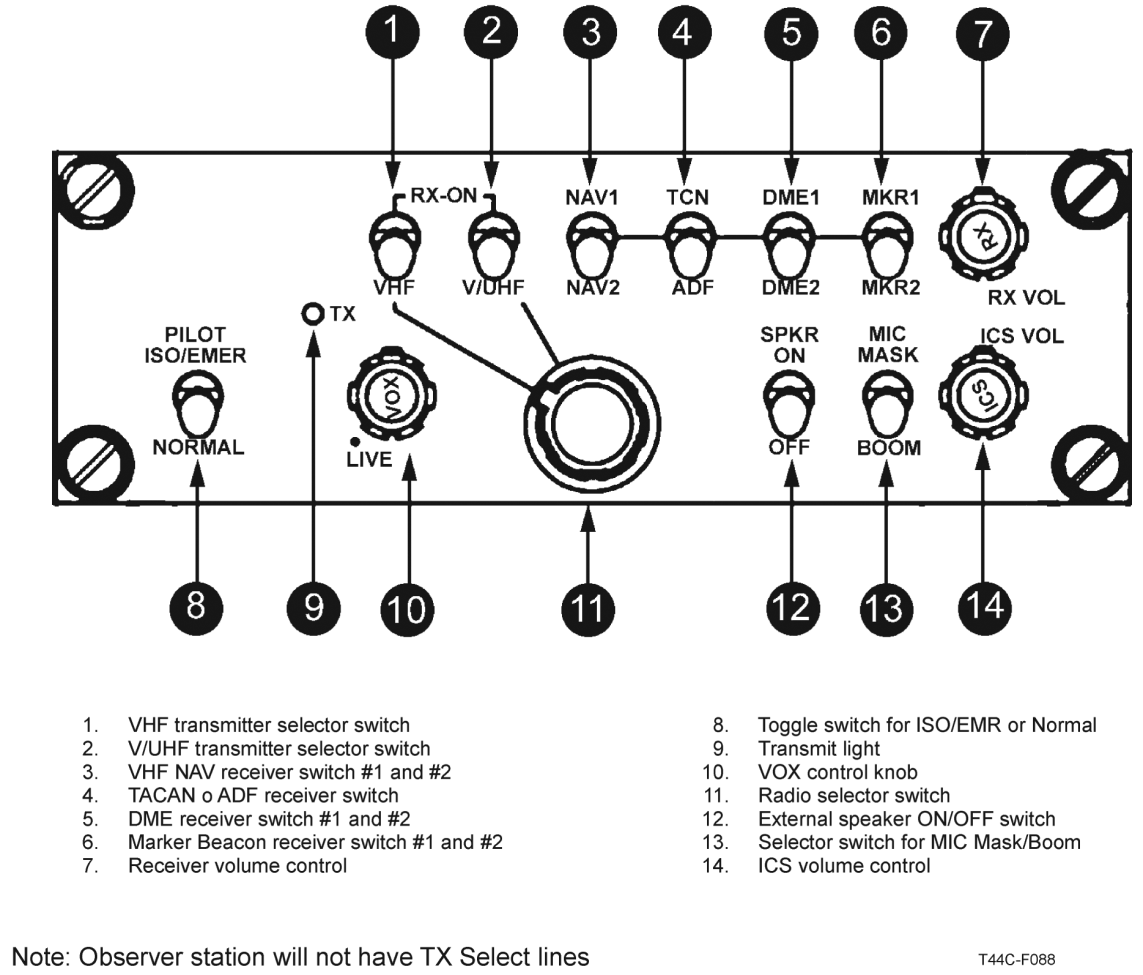 1 2 3 4 5 6 7
RX-ON NAV1 TCN DME1 MKR1
RX
VHF V/UHF NAV2 ADF DME2 MKR2
RX VOL
TX
PILOT
ISO/EMER
SPKR
ON
MIC
MASK
ICS VOL
VOX
ICS
NORMAL
LIVE
OFF
BOOM
8 9 10 11 12 13 14
1. VHF transmitter selector switch
2. V/UHF transmitter selector switch
3. VHF NAV receiver switch #1 and #2
4. TACAN o ADF receiver switch
5. DME receiver switch #1 and #2
6. Marker Beacon receiver switch #1 and #2
7. Receiver volume control
8. Toggle switch for ISO/EMR or Normal
9. Transmit light
10. VOX control knob
11. Radio selector switch
12. External speaker ON/OFF switch
13. Selector switch for MIC Mask/Boom
14. ICS volume control
Note: Observer station will not have TX Select lines
T44C-F088